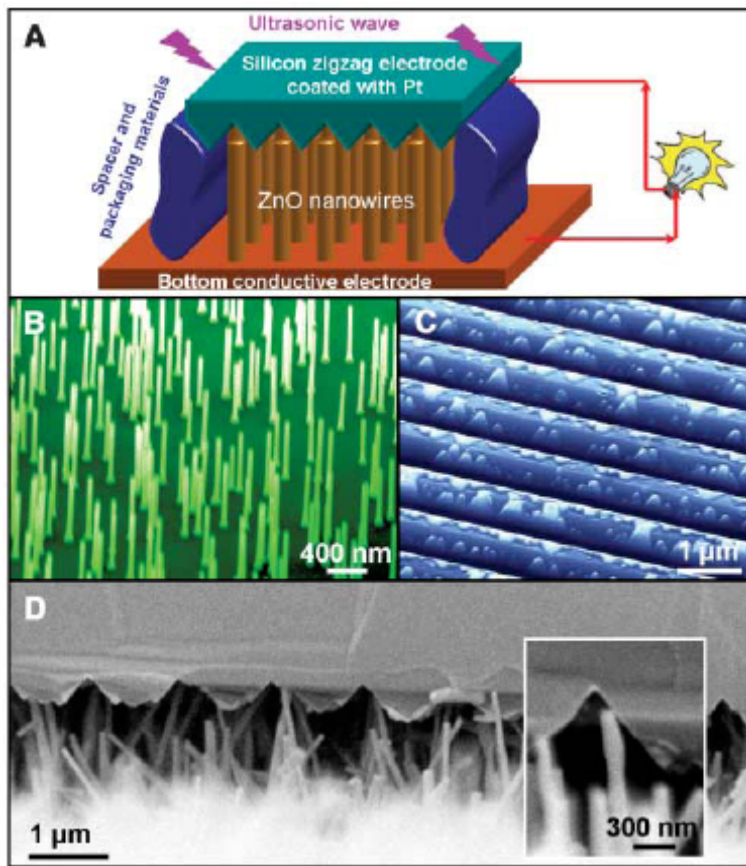 A
Ultrasonic wave
Silicon zigzag electrode
coated with Pt
Spacer and
packaging materials
ZnO nanowires
Bottom conductive electrode
B
400 nm
C
1 μm
D
1 μm
300 nm